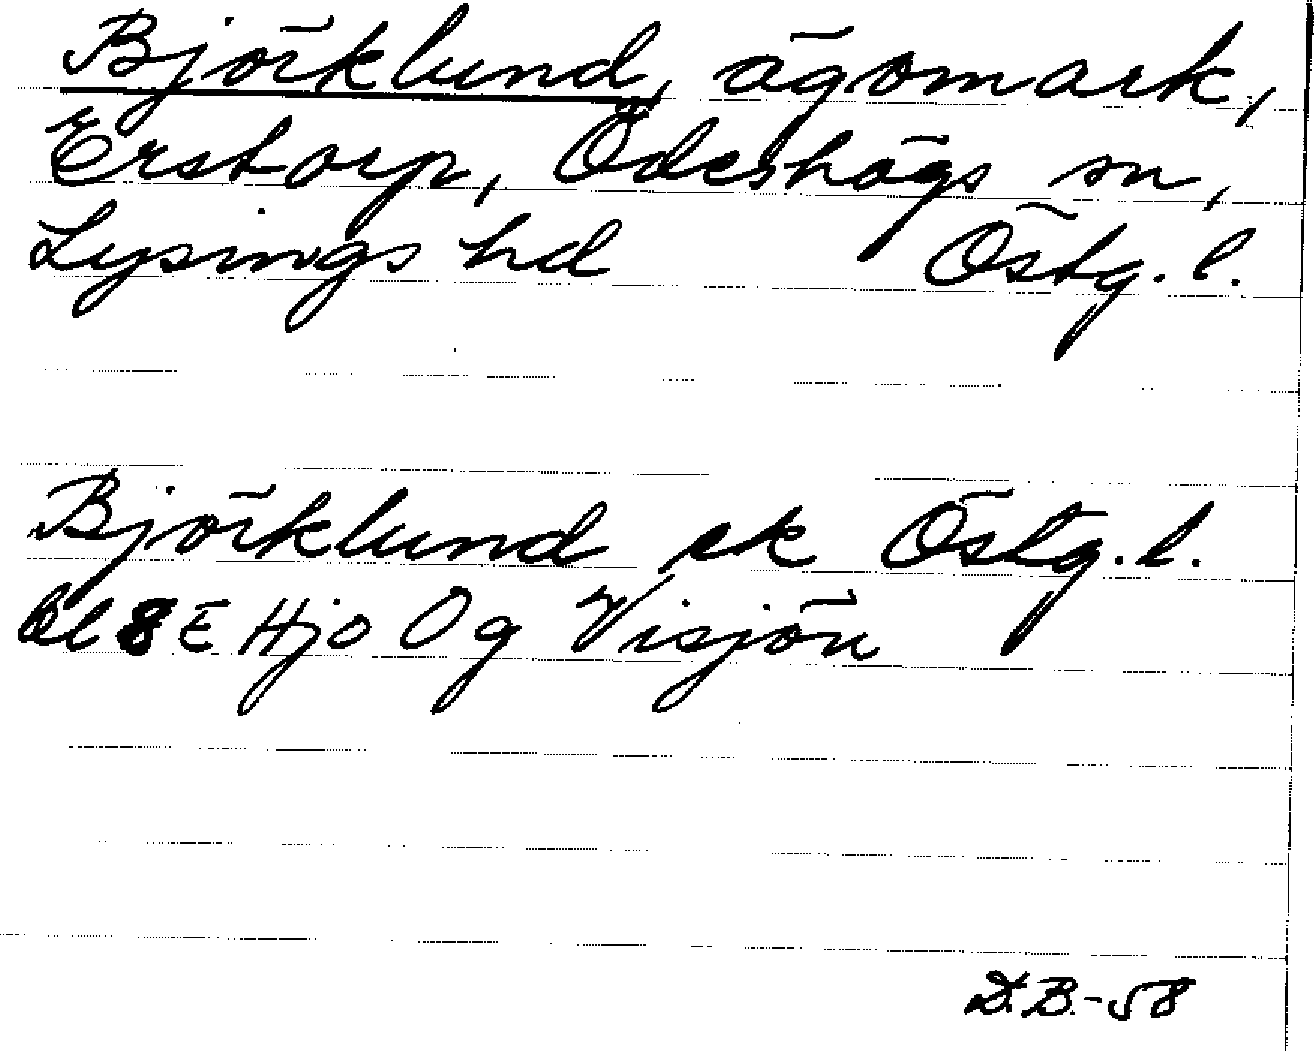 Björklund, ägomark,
Erstorp, Ödeshögs sn,
Lysings hd Östg. l.
Björklund ek Östg. l.
bl 8 E Hjo Og Visjön
D.B.-58